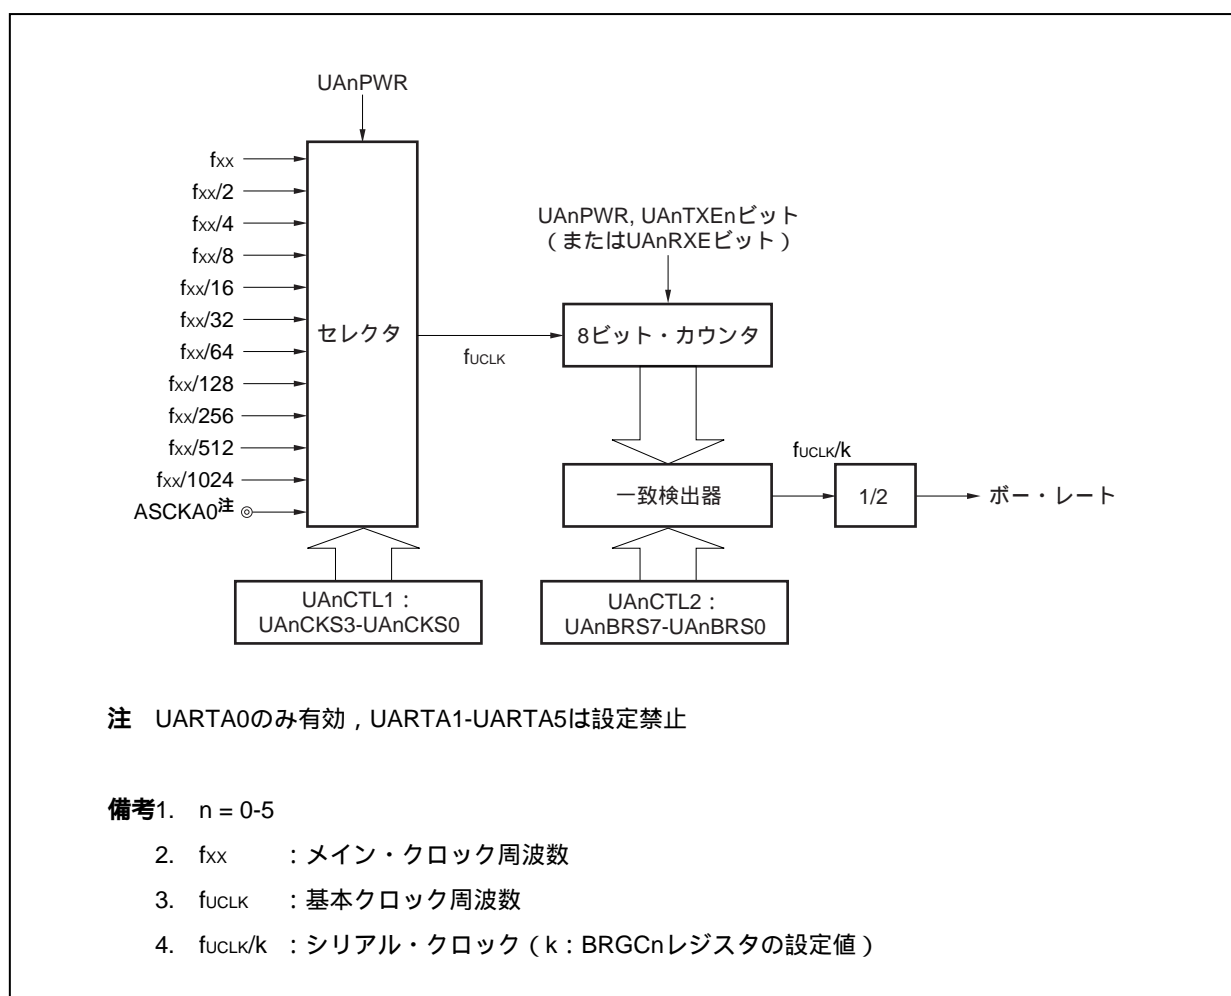 UAnPWR
fxx
fxx/2
fxx/4
fxx/8
fxx/16
fxx/32
fxx/64
fxx/128
fxx/256
fxx/512
fxx/1024
ASCKA0注
セレクタ
fUCLK
UAnPWR, UAnTXEnビット
（またはUAnRXEビット）
8ビット・カウンタ
一致検出器
fUCLK/k
1/2
ボー・レート
UAnCTL1：
UAnCKS3-UAnCKS0
UAnCTL2：
UAnBRS7-UAnBRS0
注 UARTA0のみ有効，UARTA1-UARTA5は設定禁止
備考1. n = 0-5
2. fxx ：メイン・クロック周波数
3. fUCLK ：基本クロック周波数
4. fUCLK/k ：シリアル・クロック（k：BRGCnレジスタの設定値）